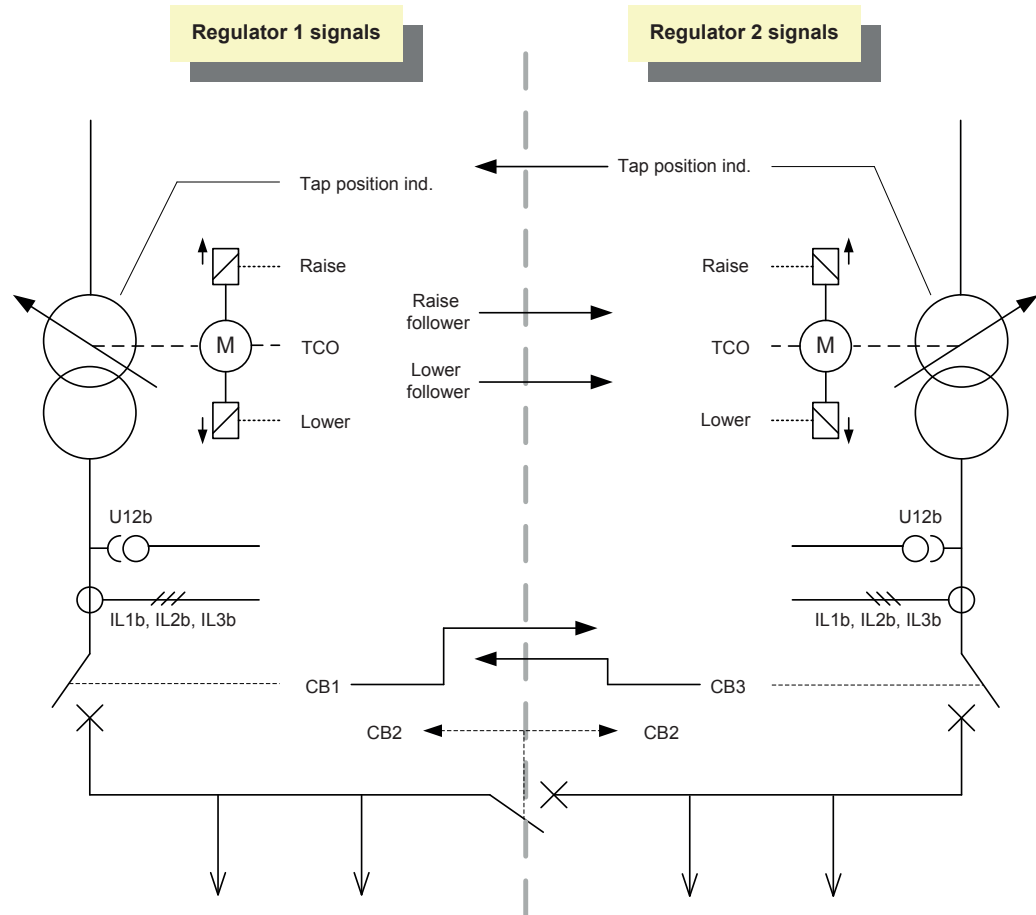 Regulator 1 signals
Regulator 2 signals
Tap position ind.
Tap position ind.
Raise
Raise
Raise
follower
M
TCO
TCO
M
Lower
follower
Lower
Lower
U12b
U12b
IL1b, IL2b, IL3b
IL1b, IL2b, IL3b
CB1
CB3
CB2
CB2